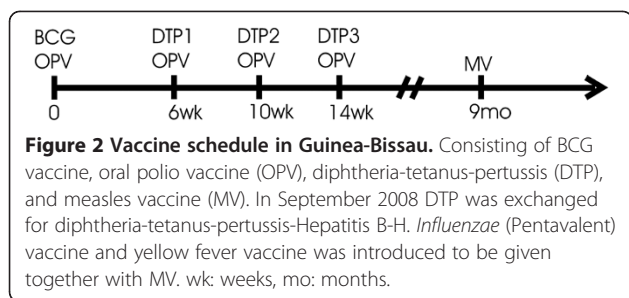 BCG DTP1 DTP2 DTP3
OPV OPV OPV OPV MV
0 6wk 10wk 14wk 9mo
Figure 2 Vaccine schedule in Guinea-Bissau. Consisting of BCG
vaccine, oral polio vaccine (OPV), diphtheria-tetanus-pertussis (DTP),
and measles vaccine (MV). In September 2008 DTP was exchanged
for diphtheria-tetanus-pertussis-Hepatitis B-H. Influenzae (Pentavalent)
vaccine and yellow fever vaccine was introduced to be given
together with MV. wk: weeks, mo: months.